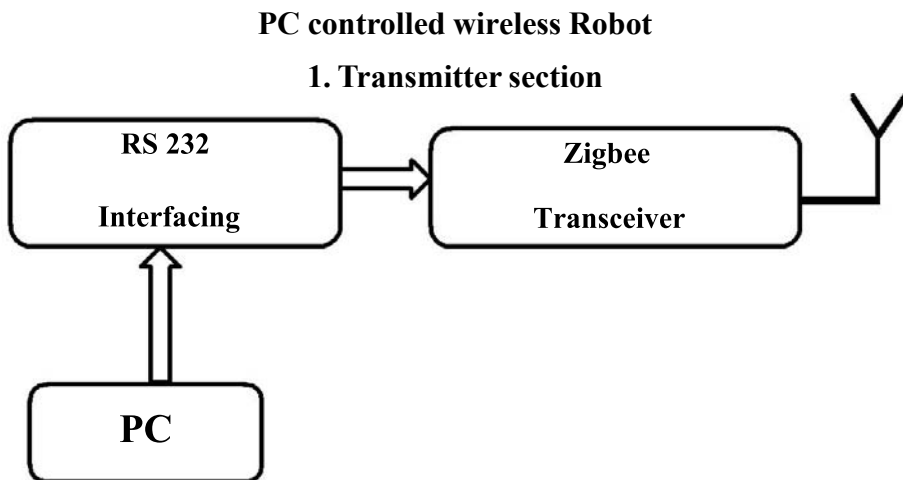 PC controlled wireless Robot
1. Transmitter section
RS 232
Interfacing
Zigbee
Transceiver
PC